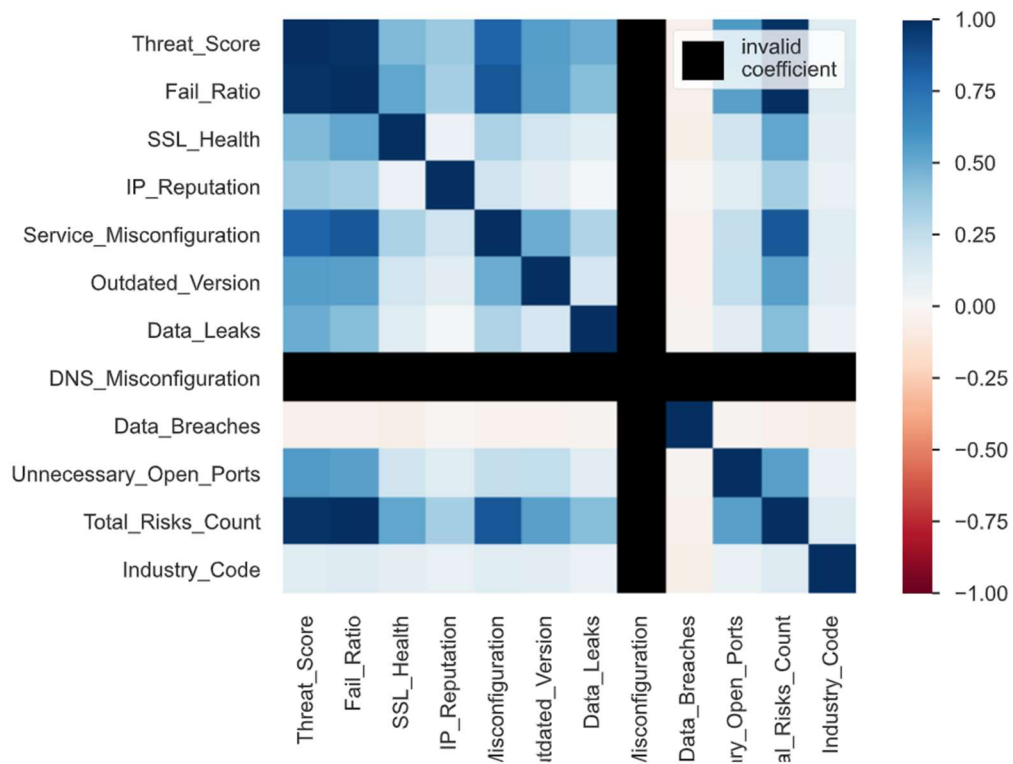 Threat_Score
Fail_Ratio
SSL_Health
IP_Reputation
Service_Misconfiguration
Outdated_Version
Data_Leaks
DNS_Misconfiguration
Data_Breaches
Unnecessary_Open_Ports
Total_Risks_Count
Industry_Code
invalid
coefficient
1.00
0.75
0.50
0.25
0.00
−0.25
−0.50
−0.75
−1.00
Threat_Score
Fail_Ratio
SSL_Health
IP_Reputation
Misconfiguration
utdated_Version
Data_Leaks
Misconfiguration
Data_Breaches
ry_Open_Ports
al_Risks_Count
Industry_Code